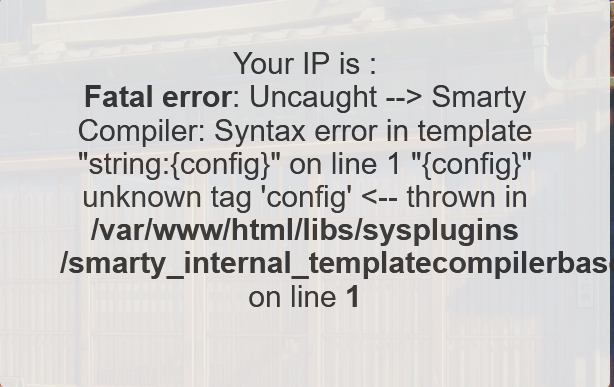 Your IP is :
Fatal error: Uncaught --> Smarty
Compiler: Syntax error in template
"string:{config}" on line 1 "{config}"
unknown tag 'config' <-- thrown in
/var/www/html/libs/sysplugins
/smarty_internal_templatecompilerbas
on line 1